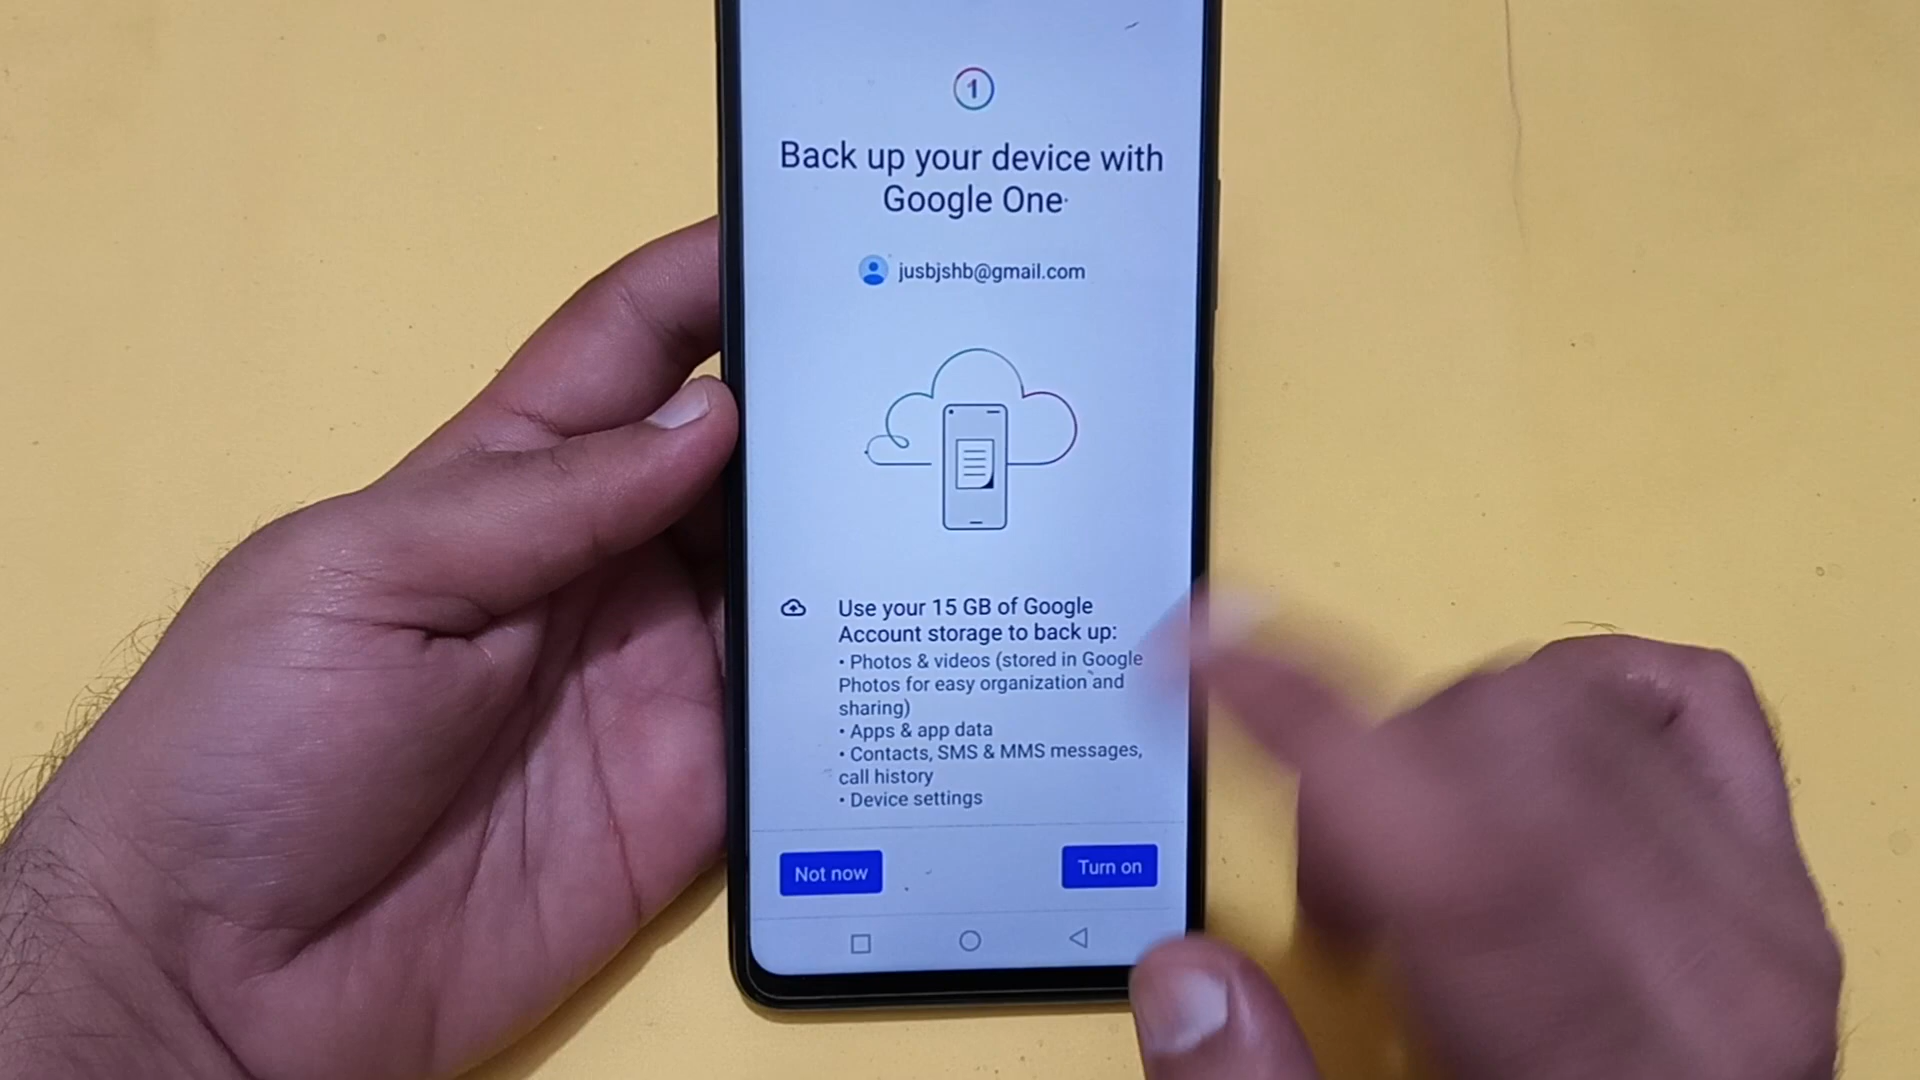 1
Back up your device with
Google One
jusbjshb@gmail.com
Use your 15 GB of Google
Account storage to back up:
• Photos & videos (stored in Google
Photos for easy organization and
sharing)
• Apps & app data
• Contacts, SMS & MMS messages,
call history
• Device settings
Not now
Turn on